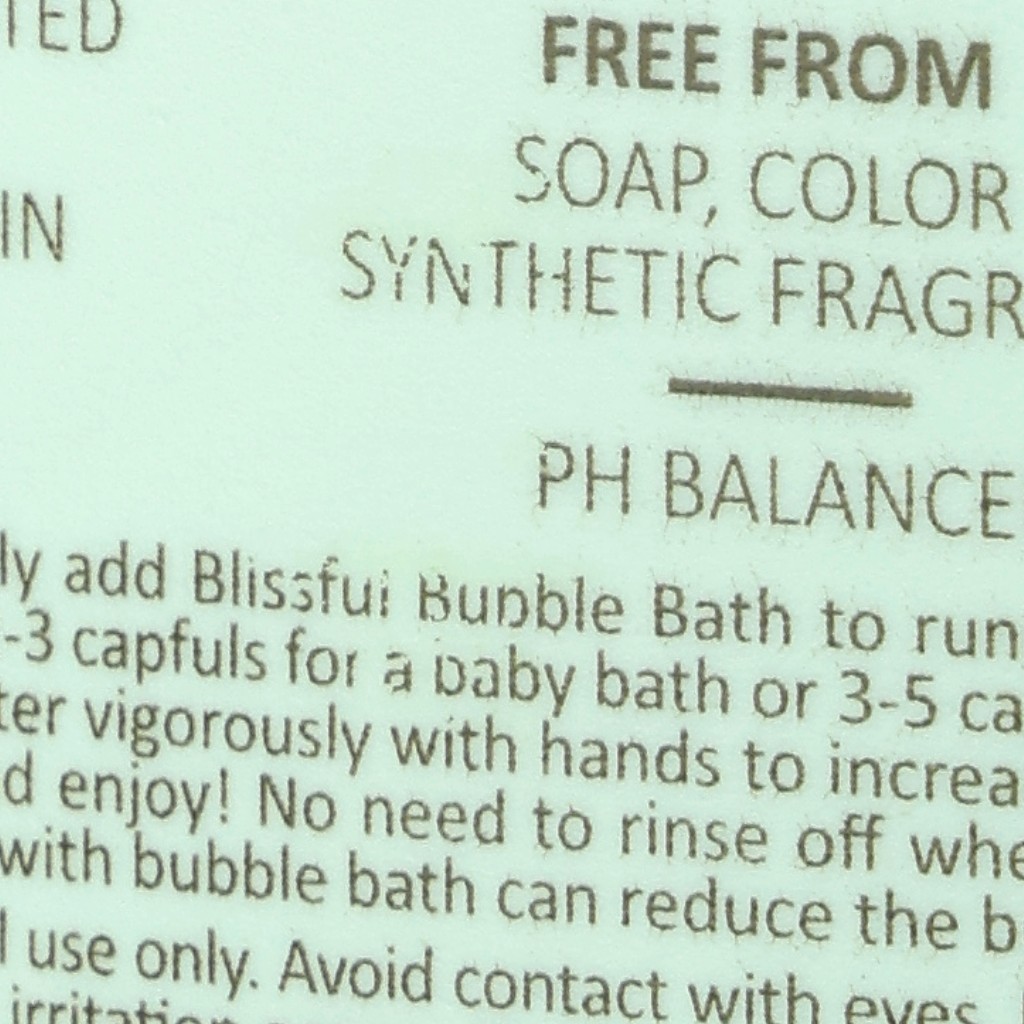 TED
FREE FROM
SOAP, COLOR
IN
SYNTHETIC FRAGR
PH BALANCE
ly add Blissful Bubble Bath to run
-3 capfuls for a baby bath or 3-5 ca
ter vigorously with hands to increa
d enjoy! No need to rinse off whe
with bubble bath can reduce the b
l use only. Avoid contact with eyes.
irritation